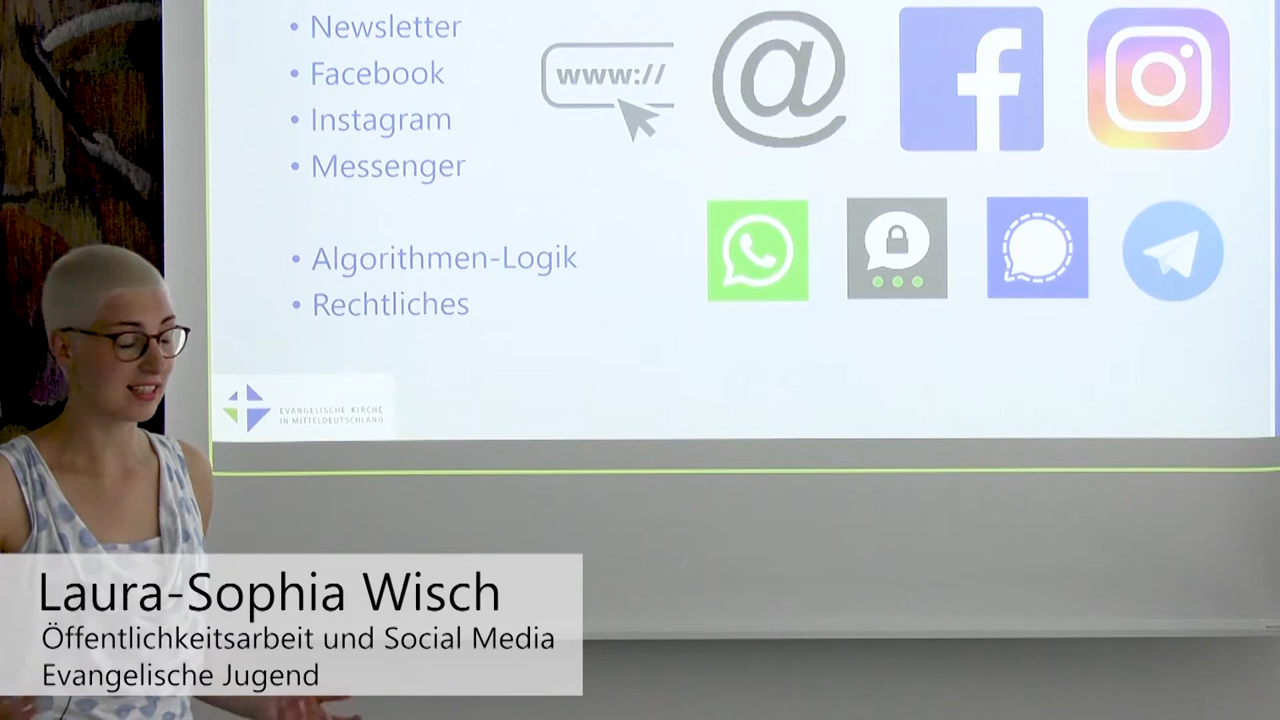 • Newsletter
• Facebook
• Instagram
• Messenger
• Algorithmen-Logik
• Rechtliches
www://
@
EVANGELISCHE KIRCHE
IN MITTELDEUTSCHLAND
Laura-Sophia Wisch
Öffentlichkeitsarbeit und Social Media
Evangelische Jugend